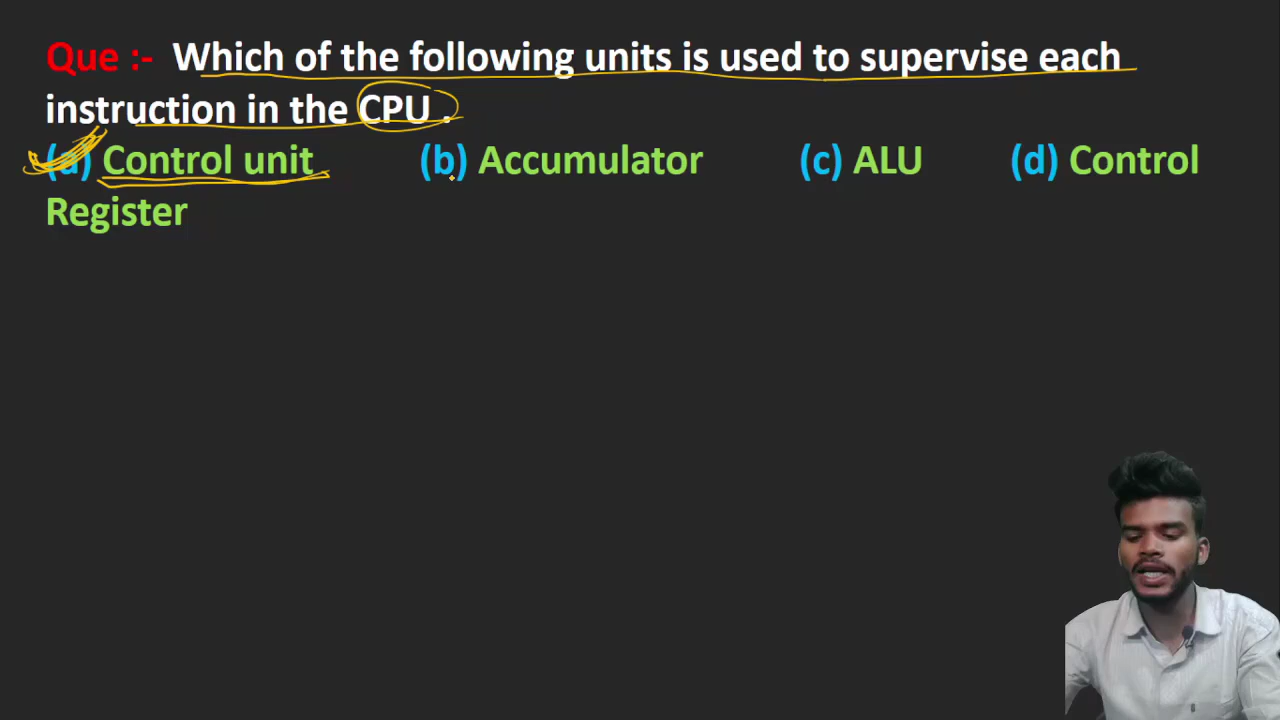 Que :- Which of the following units is used to supervise each
instruction in the CPU .
(a) Control unit (b) Accumulator (c) ALU (d) Control
Register